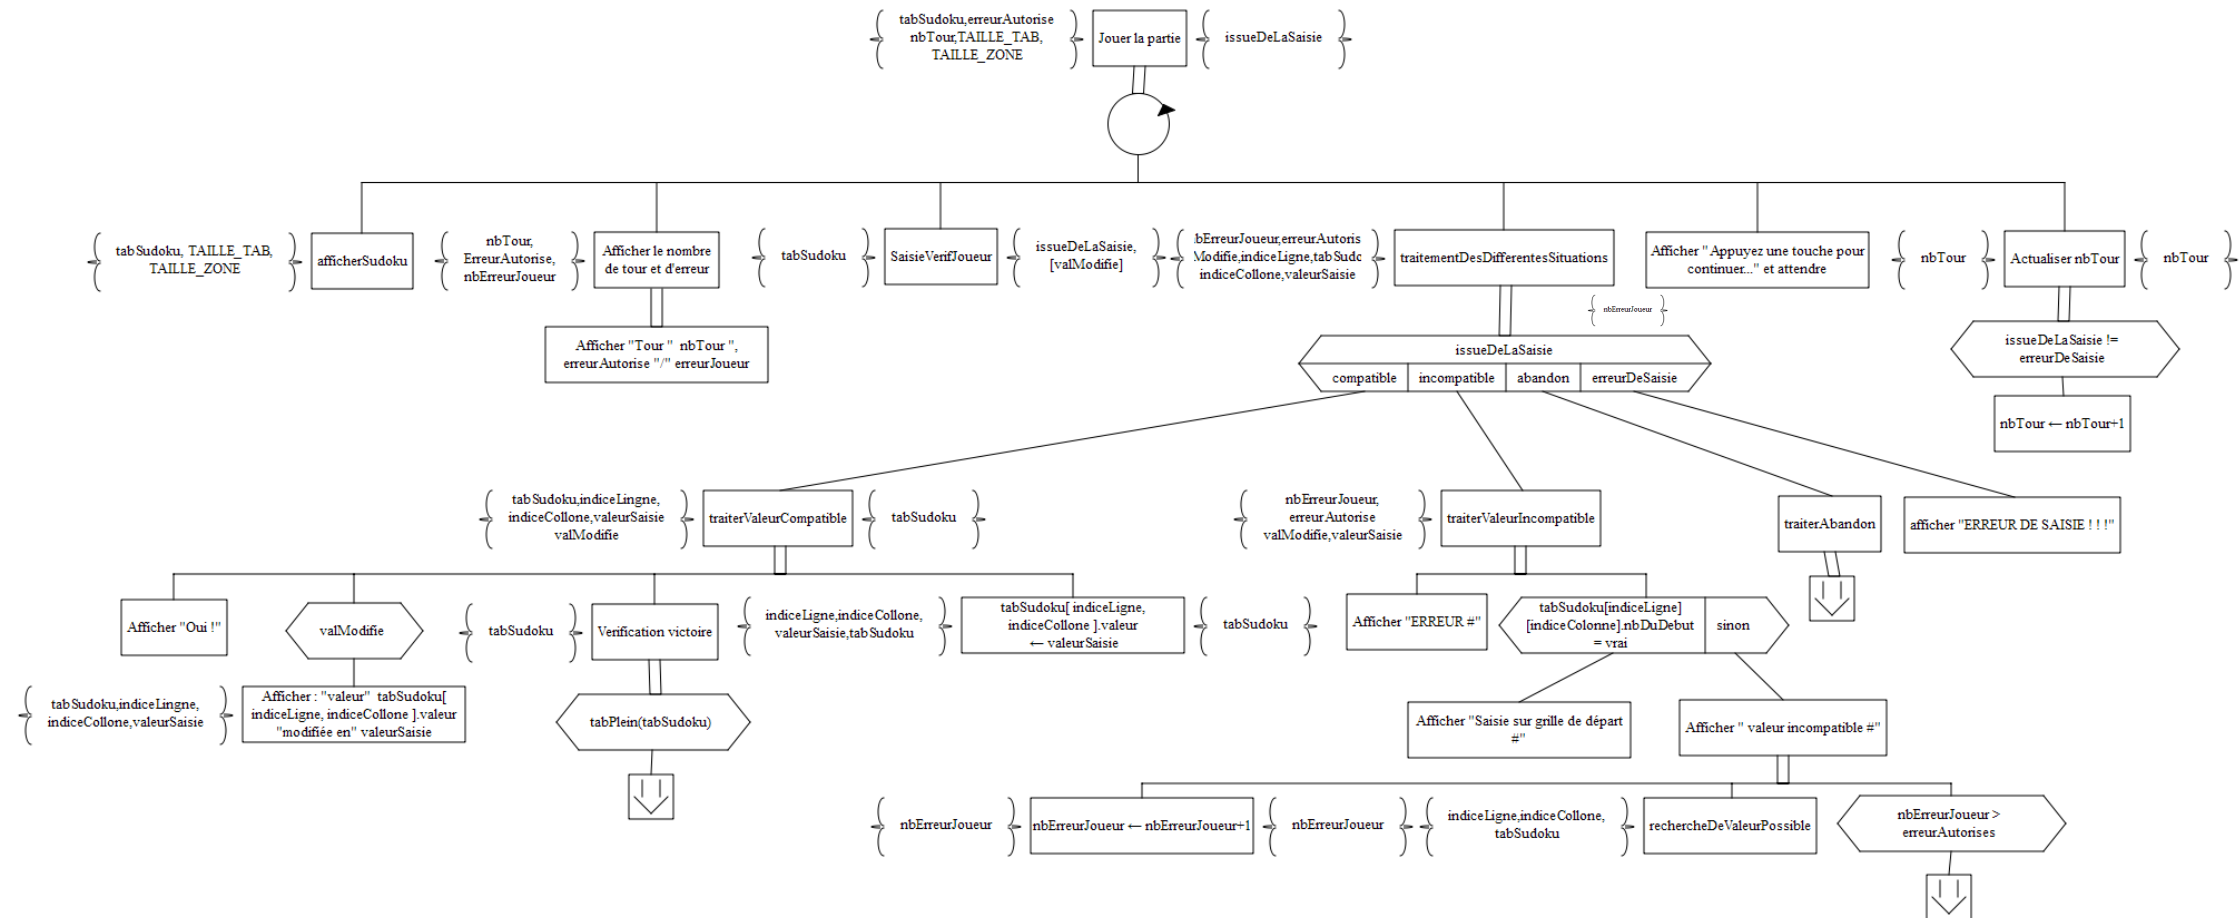 tabSudoku,erreurAutorise
nbTour,TAILLE_TAB,
TAILLE_ZONE
Jouer la partie
issueDeLaSaisie
tabSudoku, TAILLE_TAB,
TAILLE_ZONE
afficherSudoku
nbTour,
ErreurAutorise,
nbErreurJoueur
Afficher le nombre
de tour et d'erreur
tabSudoku
SaisieVerifJoueur
issueDeLaSaisie,
[valModifie]
bErreurJoueur,erreurAutoris
Modifie,indiceLigne,tabSudo
indiceCollone,valeurSaisie
traitementDesDifferentesSituations
Afficher " Appuyez une touche pour
continuer..." et attendre
nbTour
Actualiser nbTour
nbTour
nbErreurJoueur
Afficher "Tour "  nbTour ",
erreurAutorise "/" erreurJoueur
issueDeLaSaisie
compatible
incompatible
abandon
erreurDeSaisie
issueDeLaSaisie !=
erreurDeSaisie
nbTour ← nbTour+1
tabSudoku,indiceLingne,
indiceCollone,valeurSaisie
valModifie
traiterValeurCompatible
tabSudoku
nbErreurJoueur,
erreurAutorise
valModifie,valeurSaisie
traiterValeurIncompatible
traiterAbandon
afficher "ERREUR DE SAISIE ! ! !"
Afficher "Oui !"
valModifie
tabSudoku
Verification victoire
indiceLigne,indiceCollone,
valeurSaisie,tabSudoku
tabSudoku[ indiceLigne,
indiceCollone ].valeur
← valeurSaisie
tabSudoku
Afficher "ERREUR #"
tabSudoku[indiceLigne]
[indiceColonne].nbDuDebut
= vrai
sinon
tabSudoku,indiceLingne,
indiceCollone,valeurSaisie
Afficher : "valeur"  tabSudoku[
indiceLigne, indiceCollone ].valeur
"modifiée en" valeurSaisie
tabPlein(tabSudoku)
Afficher "Saisie sur grille de départ
#"
Afficher " valeur incompatible #"
nbErreurJoueur
nbErreurJoueur ← nbErreurJoueur+1
nbErreurJoueur
indiceLigne,indiceCollone,
tabSudoku
rechercheDeValeurPossible
nbErreurJoueur >
erreurAutorises